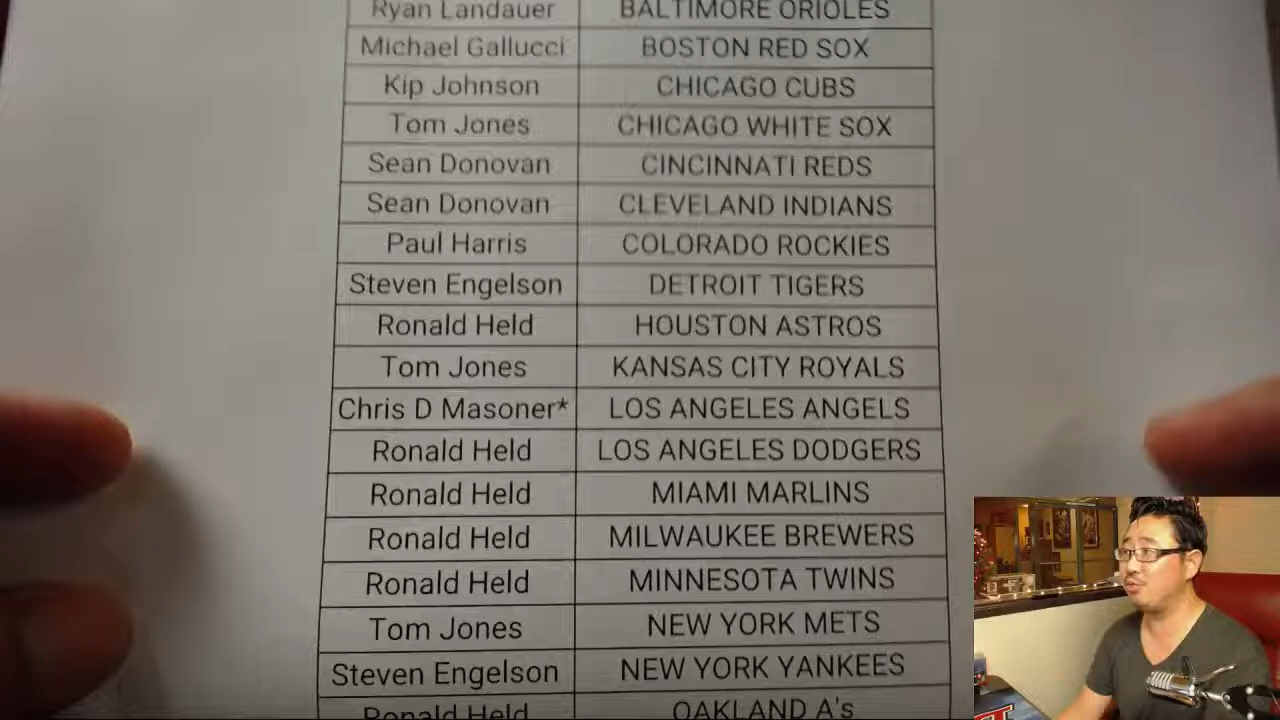 Ryan Landauer BALTIMORE ORIOLES
Michael Gallucci BOSTON RED SOX
Kip Johnson CHICAGO CUBS
Tom Jones CHICAGO WHITE SOX
Sean Donovan CINCINNATI REDS
Sean Donovan CLEVELAND INDIANS
Paul Harris COLORADO ROCKIES
Steven Engelson DETROIT TIGERS
Ronald Held HOUSTON ASTROS
Tom Jones KANSAS CITY ROYALS
Chris D Masoner* LOS ANGELES ANGELS
Ronald Held LOS ANGELES DODGERS
Ronald Held MIAMI MARLINS
Ronald Held MILWAUKEE BREWERS
Ronald Held MINNESOTA TWINS
Tom Jones NEW YORK METS
Steven Engelson NEW YORK YANKEES
Ronald Held OAKLAND A's